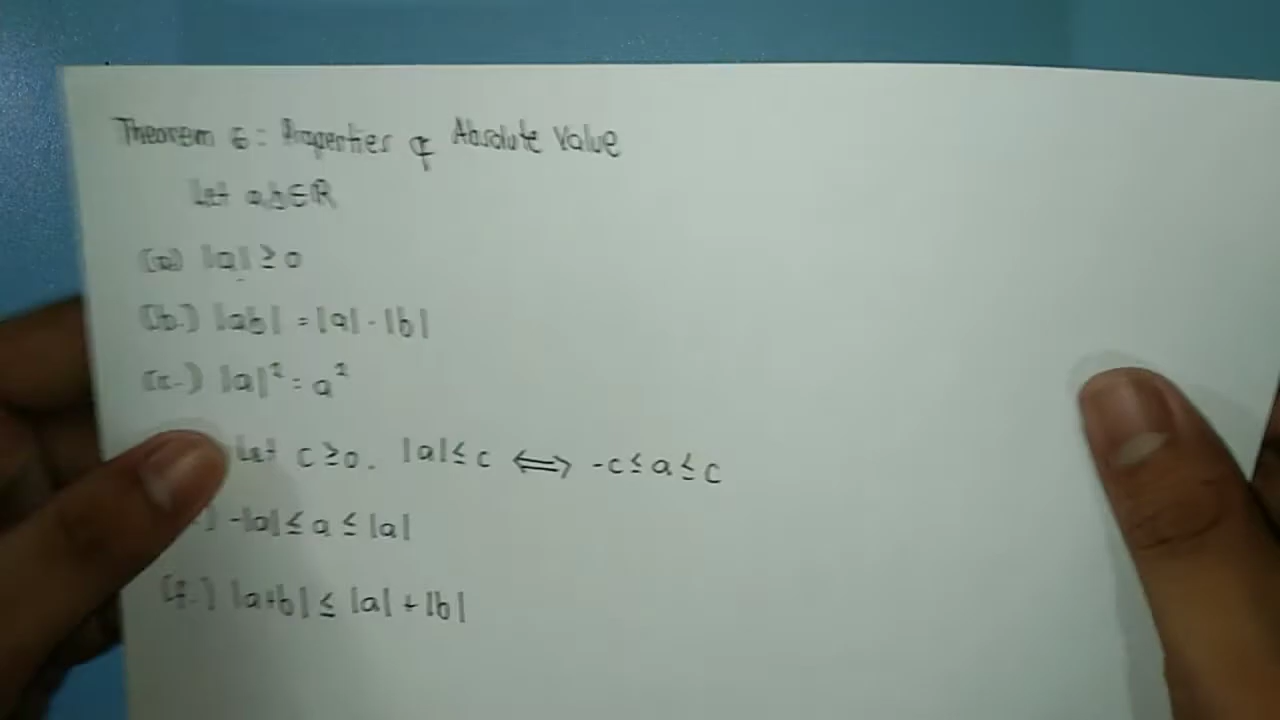 Theorem 6: Properties of Absolute Value
Let a,b∈ℝ
(a) |a| ≥ 0
(b.) |ab| = |a| · |b|
(c.) |a|² = a²
Let c ≥ 0. |a| ≤ c ⟺ -c ≤ a ≤ c
.) -|a| ≤ a ≤ |a|
(f.) |a+b| ≤ |a| + |b|